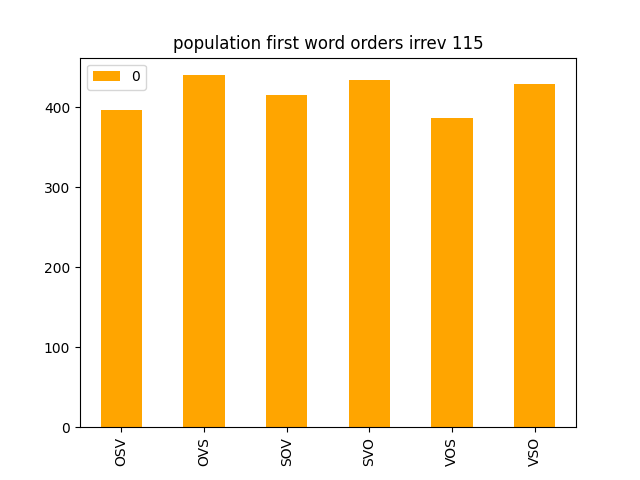 population first word orders irrev 115
0
400
300
200
100
0
OSV
OVS
SOV
SVO
VOS
VSO